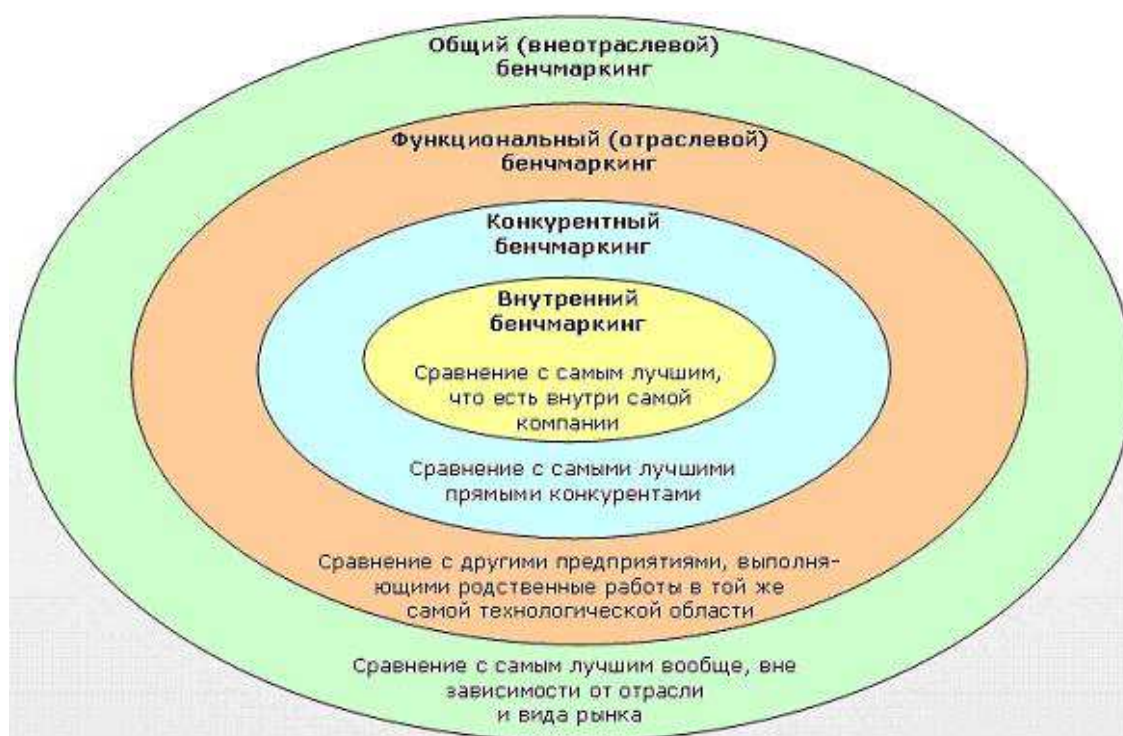 Общий (внеотраслевой)
бенчмаркинг
Функциональный (отраслевой)
бенчмаркинг
Конкурентный
бенчмаркинг
Внутренний
бенчмаркинг
Сравнение с самым лучшим,
что есть внутри самой
компании
Сравнение с самыми лучшими
прямыми конкурентами
Сравнение с другими предприятиями, выполня-
ющими родственные работы в той же
самой технологической области
Сравнение с самым лучшим вообще, вне
зависимости от отрасли
и вида рынка